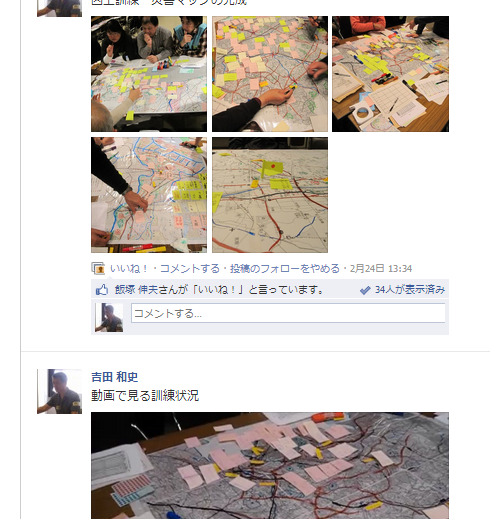 図上訓練 災害マップの完成
いいね！・コメントする・投稿のフォローをやめる・2月24日 13:34
飯塚 伸夫さんが「いいね！」と言っています。
34人が表示済み
コメントする...
吉田 和史
動画で見る訓練状況